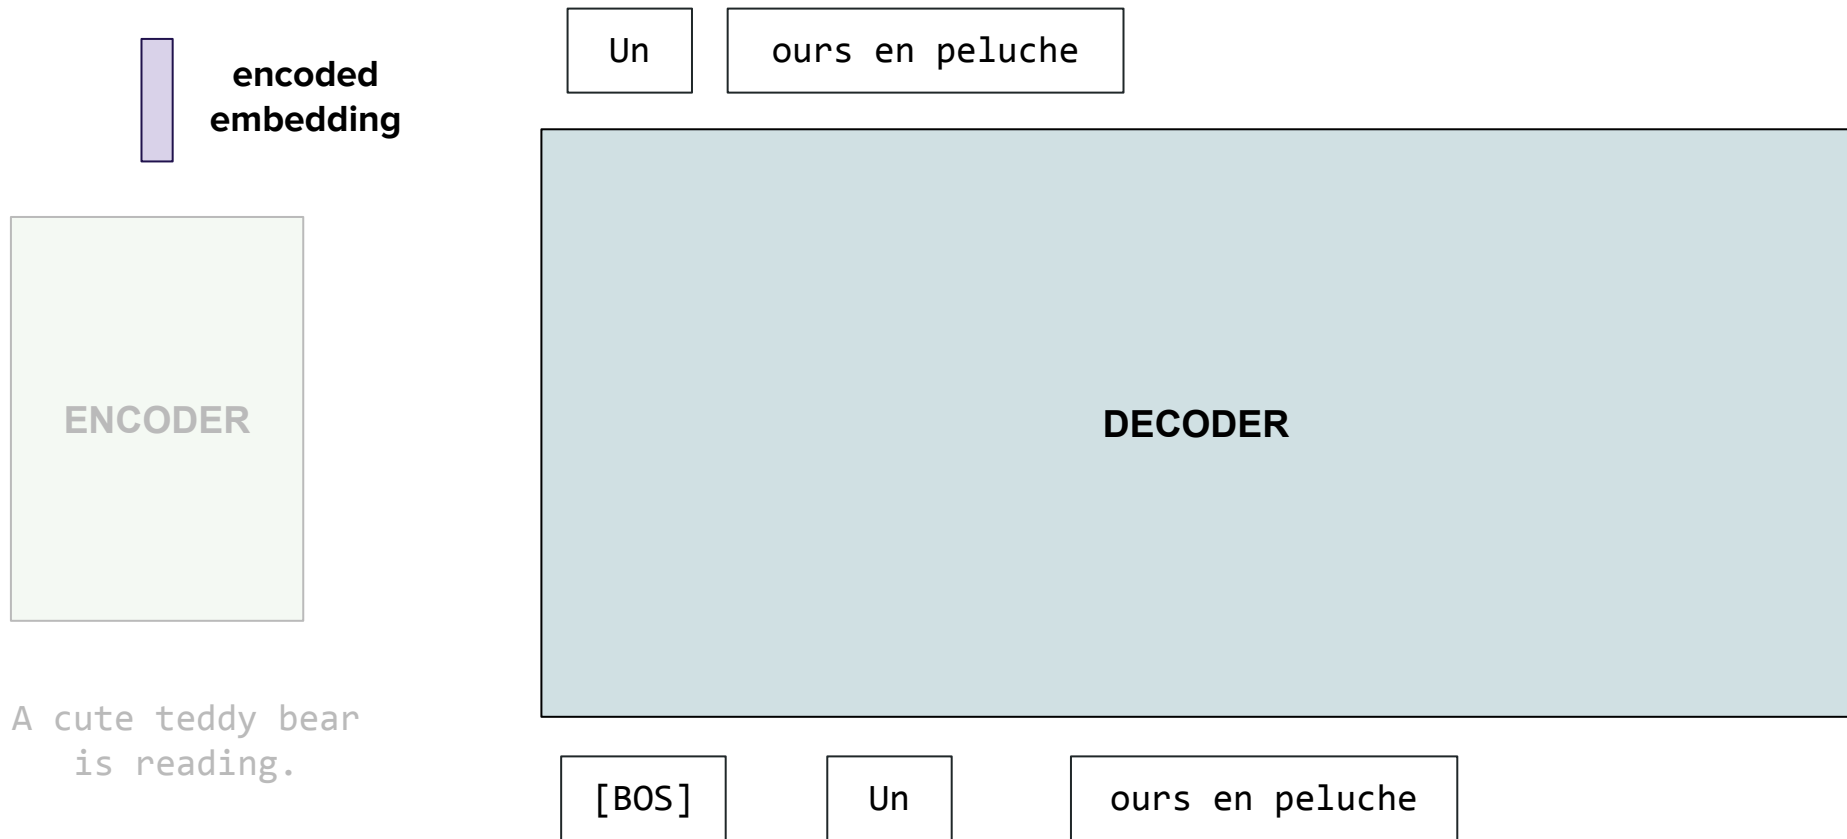 encoded
embedding
Un
ours en peluche
ENCODER
DECODER
A cute teddy bear
is reading.
[BOS]
Un
ours en peluche